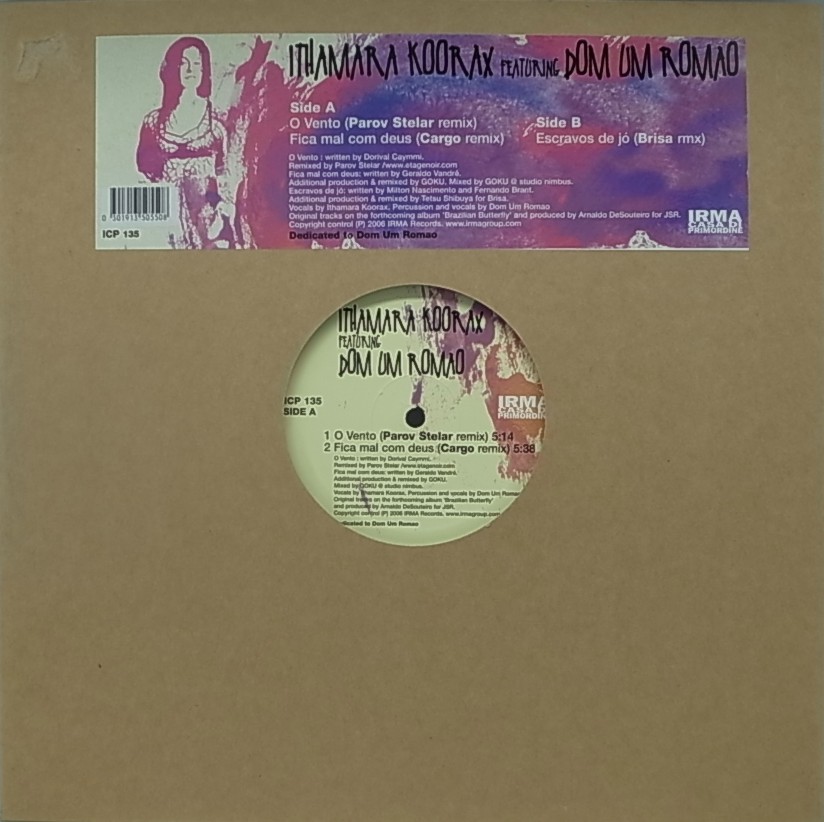 ITHAMARA KOORAX FEATURING DOM UM ROMAO
Side A
O Vento (Parov Stelar remix)
Fica mal com deus (Cargo remix)
Side B
Escravos de jó (Brisa rmx)
O Vento : written by Dorival Caymmi.
Remixed by Parov Stelar /www.etagenoir.com
Fica mal com deus: written by Geraldo Vandré.
Additional production & remixed by GOKU. Mixed by GOKU @ studio nimbus.
Escravos de jó: written by Milton Nascimento and Fernando Brant.
Additional production & remixed by Tetsu Shibuya for Brisa.
Vocals by Ithamara Koorax, Percussion and vocals by Dom Um Romao
Original tracks on the forthcoming album 'Brazilian Butterfly' and produced by Arnaldo DeSouteiro for JSR.
Copyright control (P) 2006 IRMA Records. www.irmagroup.com
Dedicated to Dom Um Romao
ICP 135
IRMA
CASA DI
PRIMORDINE
ITHAMARA KOORAX
FEATURING
DOM UM ROMAO
ICP 135
SIDE A
IRMA
CASA D
PRIMORDIN
1 O Vento (Parov Stelar remix) 5:14
2 Fica mal com deus (Cargo remix) 5:38
O Vento : written by Dorival Caymmi.
Remixed by Parov Stelar /www.etagenoir.com
Fica mal com deus: written by Geraldo Vandré.
Additional production & remixed by GOKU.
Mixed by GOKU @ studio nimbus.
Vocals by Ithamara Koorax, Percussion and vocals by Dom Um Romao
Original tracks on the forthcoming album 'Brazilian Butterfly'
and produced by Arnaldo DeSouteiro for JSR.
Copyright control (P) 2006 IRMA Records. www.irmagroup.com
dicated to Dom Um Romao